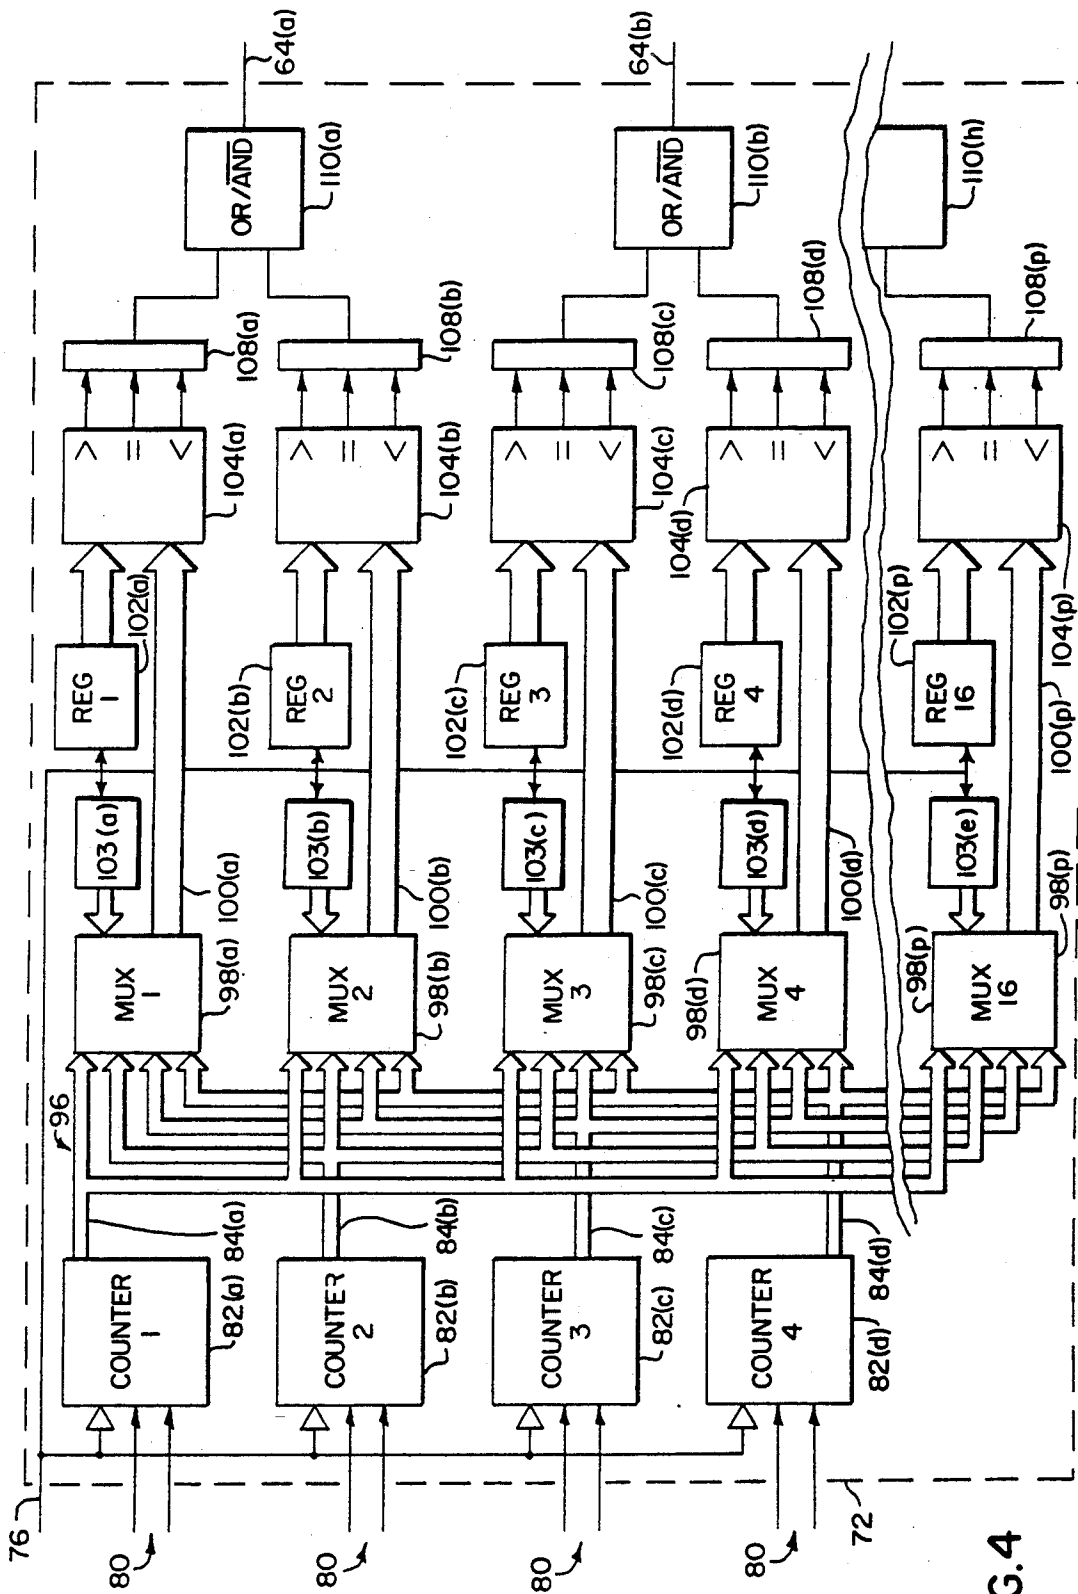 76
80
80
80
80
72
COUNTER
1
82(a)
COUNTER
2
82(b)
COUNTER
3
82(c)
COUNTER
4
82(d)
84(a)
84(b)
84(c)
84(d)
96
MUX
1
98(a)
MUX
2
98(b)
MUX
3
98(c)
98(d)
MUX
4
98(p)
MUX
16
98(p)
103(a)
100(a)
103(b)
100(b)
103(c)
100(c)
103(d)
100(d)
103(e)
100(p)
REG
1
102(a)
102(b)
REG
2
102(c)
REG
3
102(d)
REG
4
102(p)
REG
16
>
=
<
104(a)
>
=
<
104(b)
>
=
<
104(c)
104(d)
>
=
<
>
=
<
104(p)
108(a)
108(b)
108(c)
108(d)
108(p)
OR/AND
110(a)
OR/AND
110(b)
110(h)
64(a)
64(b)
G.4